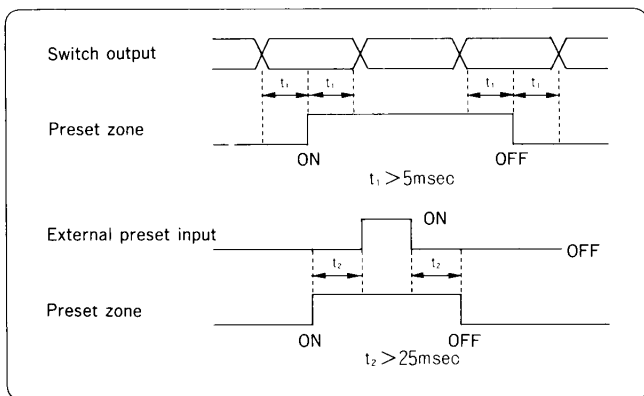 Switch output
t₁ t₁ t₁ t₁
Preset zone
ON OFF
t₁ >5msec
External preset input
ON
OFF
t₂ t₂
Preset zone
ON OFF
t₂ >25msec